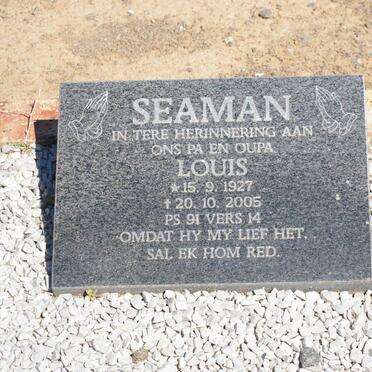 SEAMAN
IN TERE HERINNERING AAN
ONS PA EN OUPA
LOUIS
★15. 9. 1927
✝20. 10. 2005
PS 91 VERS 14
OMDAT HY MY LIEF HET,
SAL EK HOM RED.